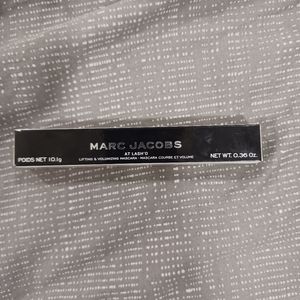 MARC JACOBS
AT LASH'D
LIFTING & VOLUMIZING MASCARA · MASCARA COURBE ET VOLUME
POIDS NET 10.1g
NET WT. 0.36 Oz.